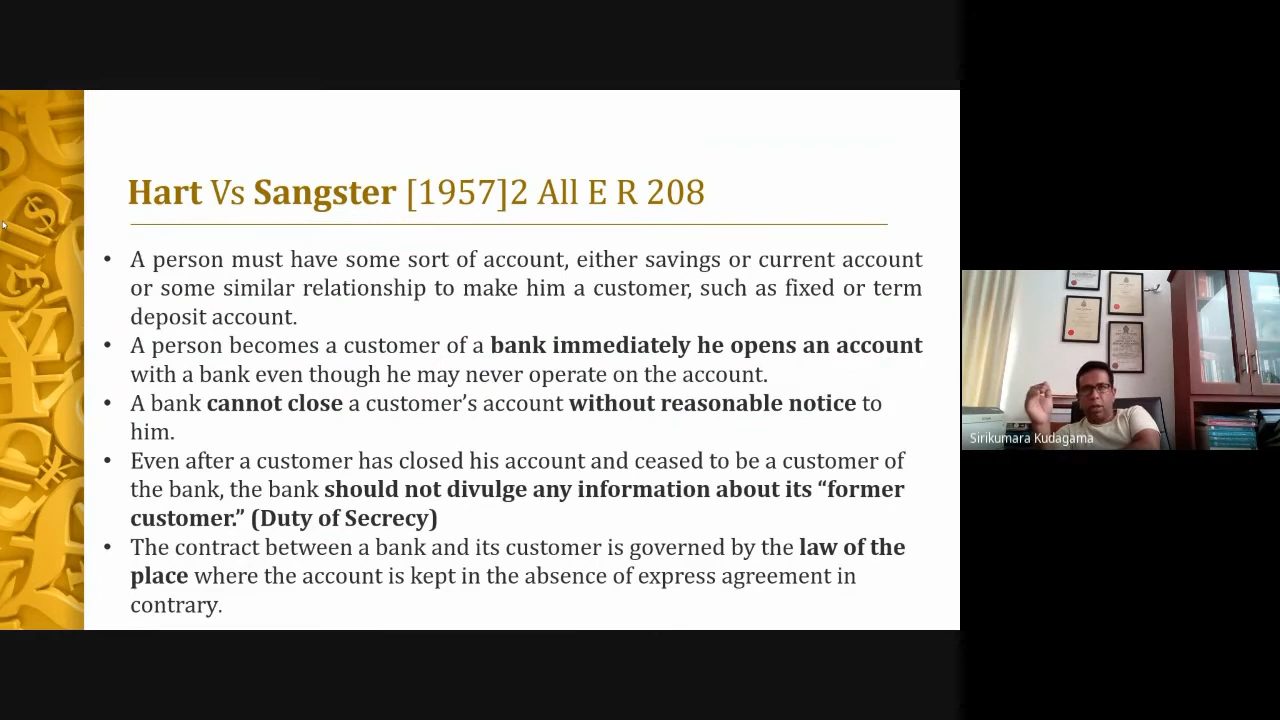 Hart Vs Sangster [1957]2 All E R 208
• A person must have some sort of account, either savings or current account
or some similar relationship to make him a customer, such as fixed or term
deposit account.
• A person becomes a customer of a bank immediately he opens an account
with a bank even though he may never operate on the account.
• A bank cannot close a customer’s account without reasonable notice to
him.
• Even after a customer has closed his account and ceased to be a customer of
the bank, the bank should not divulge any information about its “former
customer.” (Duty of Secrecy)
• The contract between a bank and its customer is governed by the law of the
place where the account is kept in the absence of express agreement in
contrary.
Sirikumara Kudagama